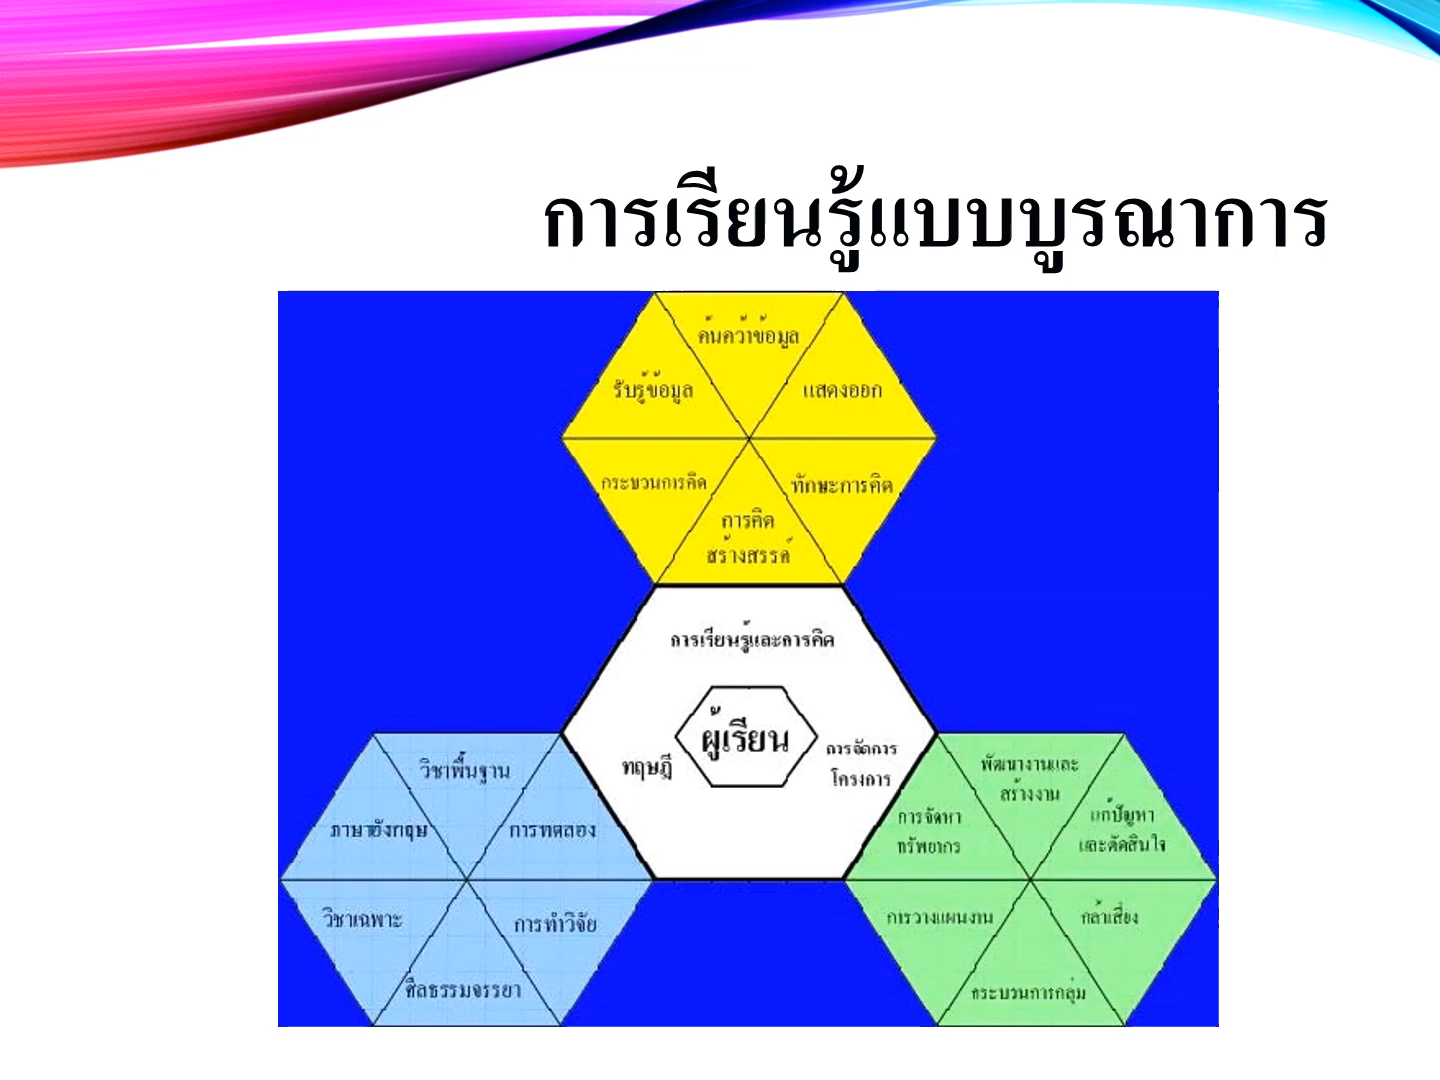 การเรียนรู้แบบบูรณาการ
ค้นคว้าข้อมูล
รับรู้ข้อมูล
แสดงออก
กระบวนการคิด
ทักษะการคิด
การคิด
สร้างสรรค์
การเรียนรู้และการคิด
ผู้เรียน
ทฤษฎี
การจัดการ
โครงการ
วิชาพื้นฐาน
ภาษาอังกฤษ
การทดลอง
วิชาเฉพาะ
การทำวิจัย
ศีลธรรมจรรยา
พัฒนางานและ
สร้างงาน
การจัดหา
ทรัพยากร
แก้ปัญหา
และตัดสินใจ
การวางแผนงาน
กล้าเสี่ยง
กระบวนการกลุ่ม